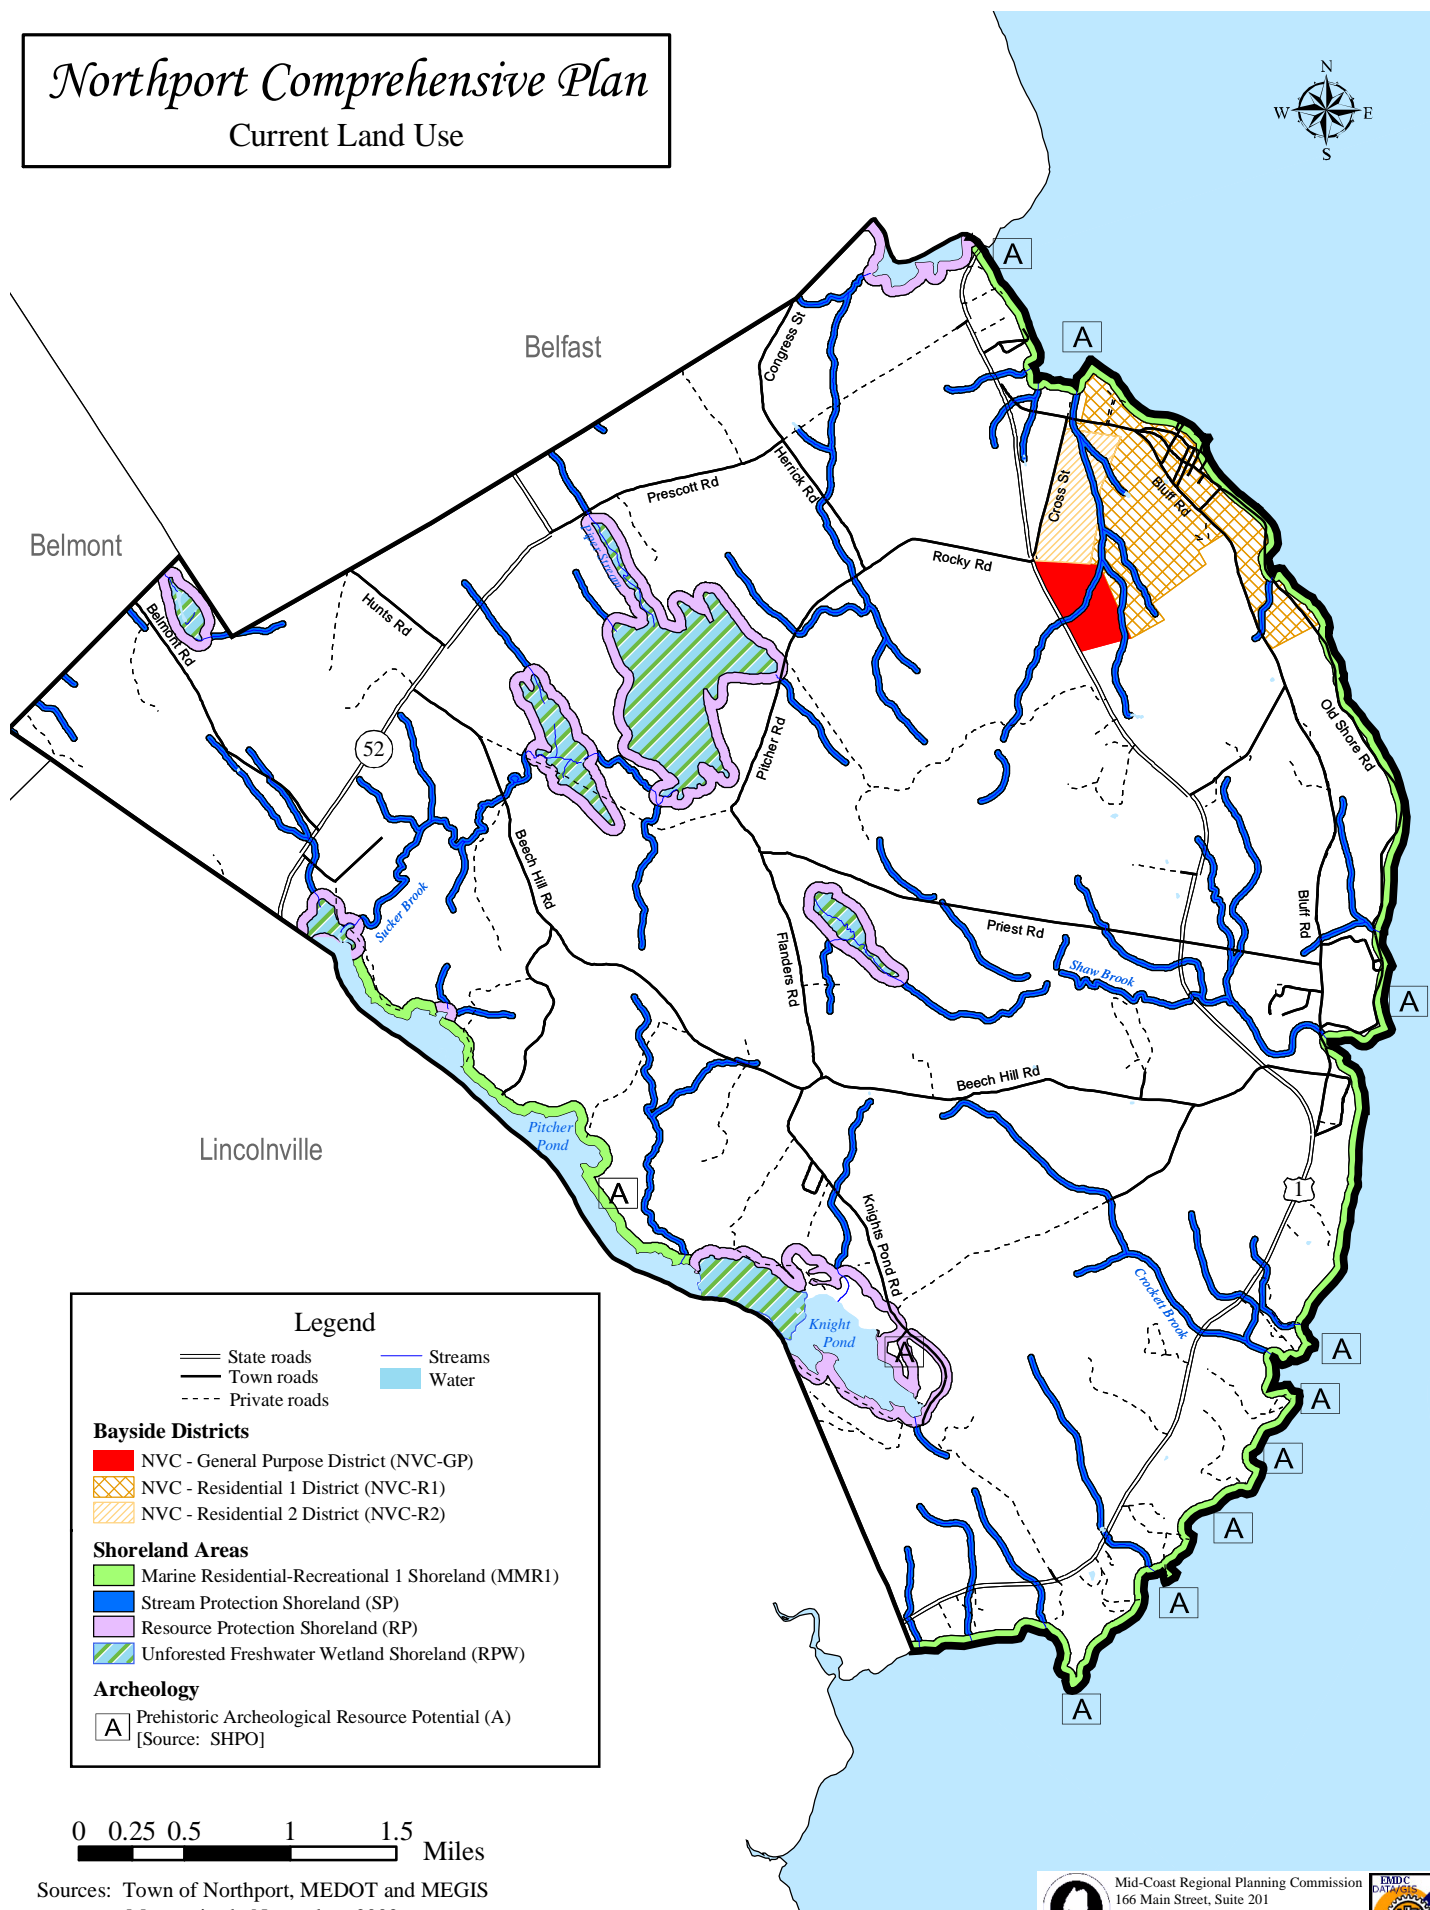 Northport Comprehensive Plan
Current Land Use
N
W
E
S
A
A
Belfast
Congress St
Herrick Rd
Prescott Rd
Cross St
Bluff Rd
Belmont
Piper Stream
Rocky Rd
Hunts Rd
Belmont Rd
52
Pitcher Rd
Old Shore Rd
Beech Hill Rd
Sucker Brook
Flanders Rd
Priest Rd
Bluff Rd
Shaw Brook
A
Beech Hill Rd
Pitcher
Pond
Lincolnville
A
Knights Pond Rd
1
Crockett Brook
Knight
Pond
A
A
A
A
A
A
A
Legend
State roads
Town roads
Private roads
Streams
Water
Bayside Districts
NVC - General Purpose District (NVC-GP)
NVC - Residential 1 District (NVC-R1)
NVC - Residential 2 District (NVC-R2)
Shoreland Areas
Marine Residential-Recreational 1 Shoreland (MMR1)
Stream Protection Shoreland (SP)
Resource Protection Shoreland (RP)
Unforested Freshwater Wetland Shoreland (RPW)
Archeology
A Prehistoric Archeological Resource Potential (A)
[Source: SHPO]
0 0.25 0.5 1 1.5 Miles
Sources: Town of Northport, MEDOT and MEGIS
Mid-Coast Regional Planning Commission
166 Main Street, Suite 201
EMDC
DATA/GIS